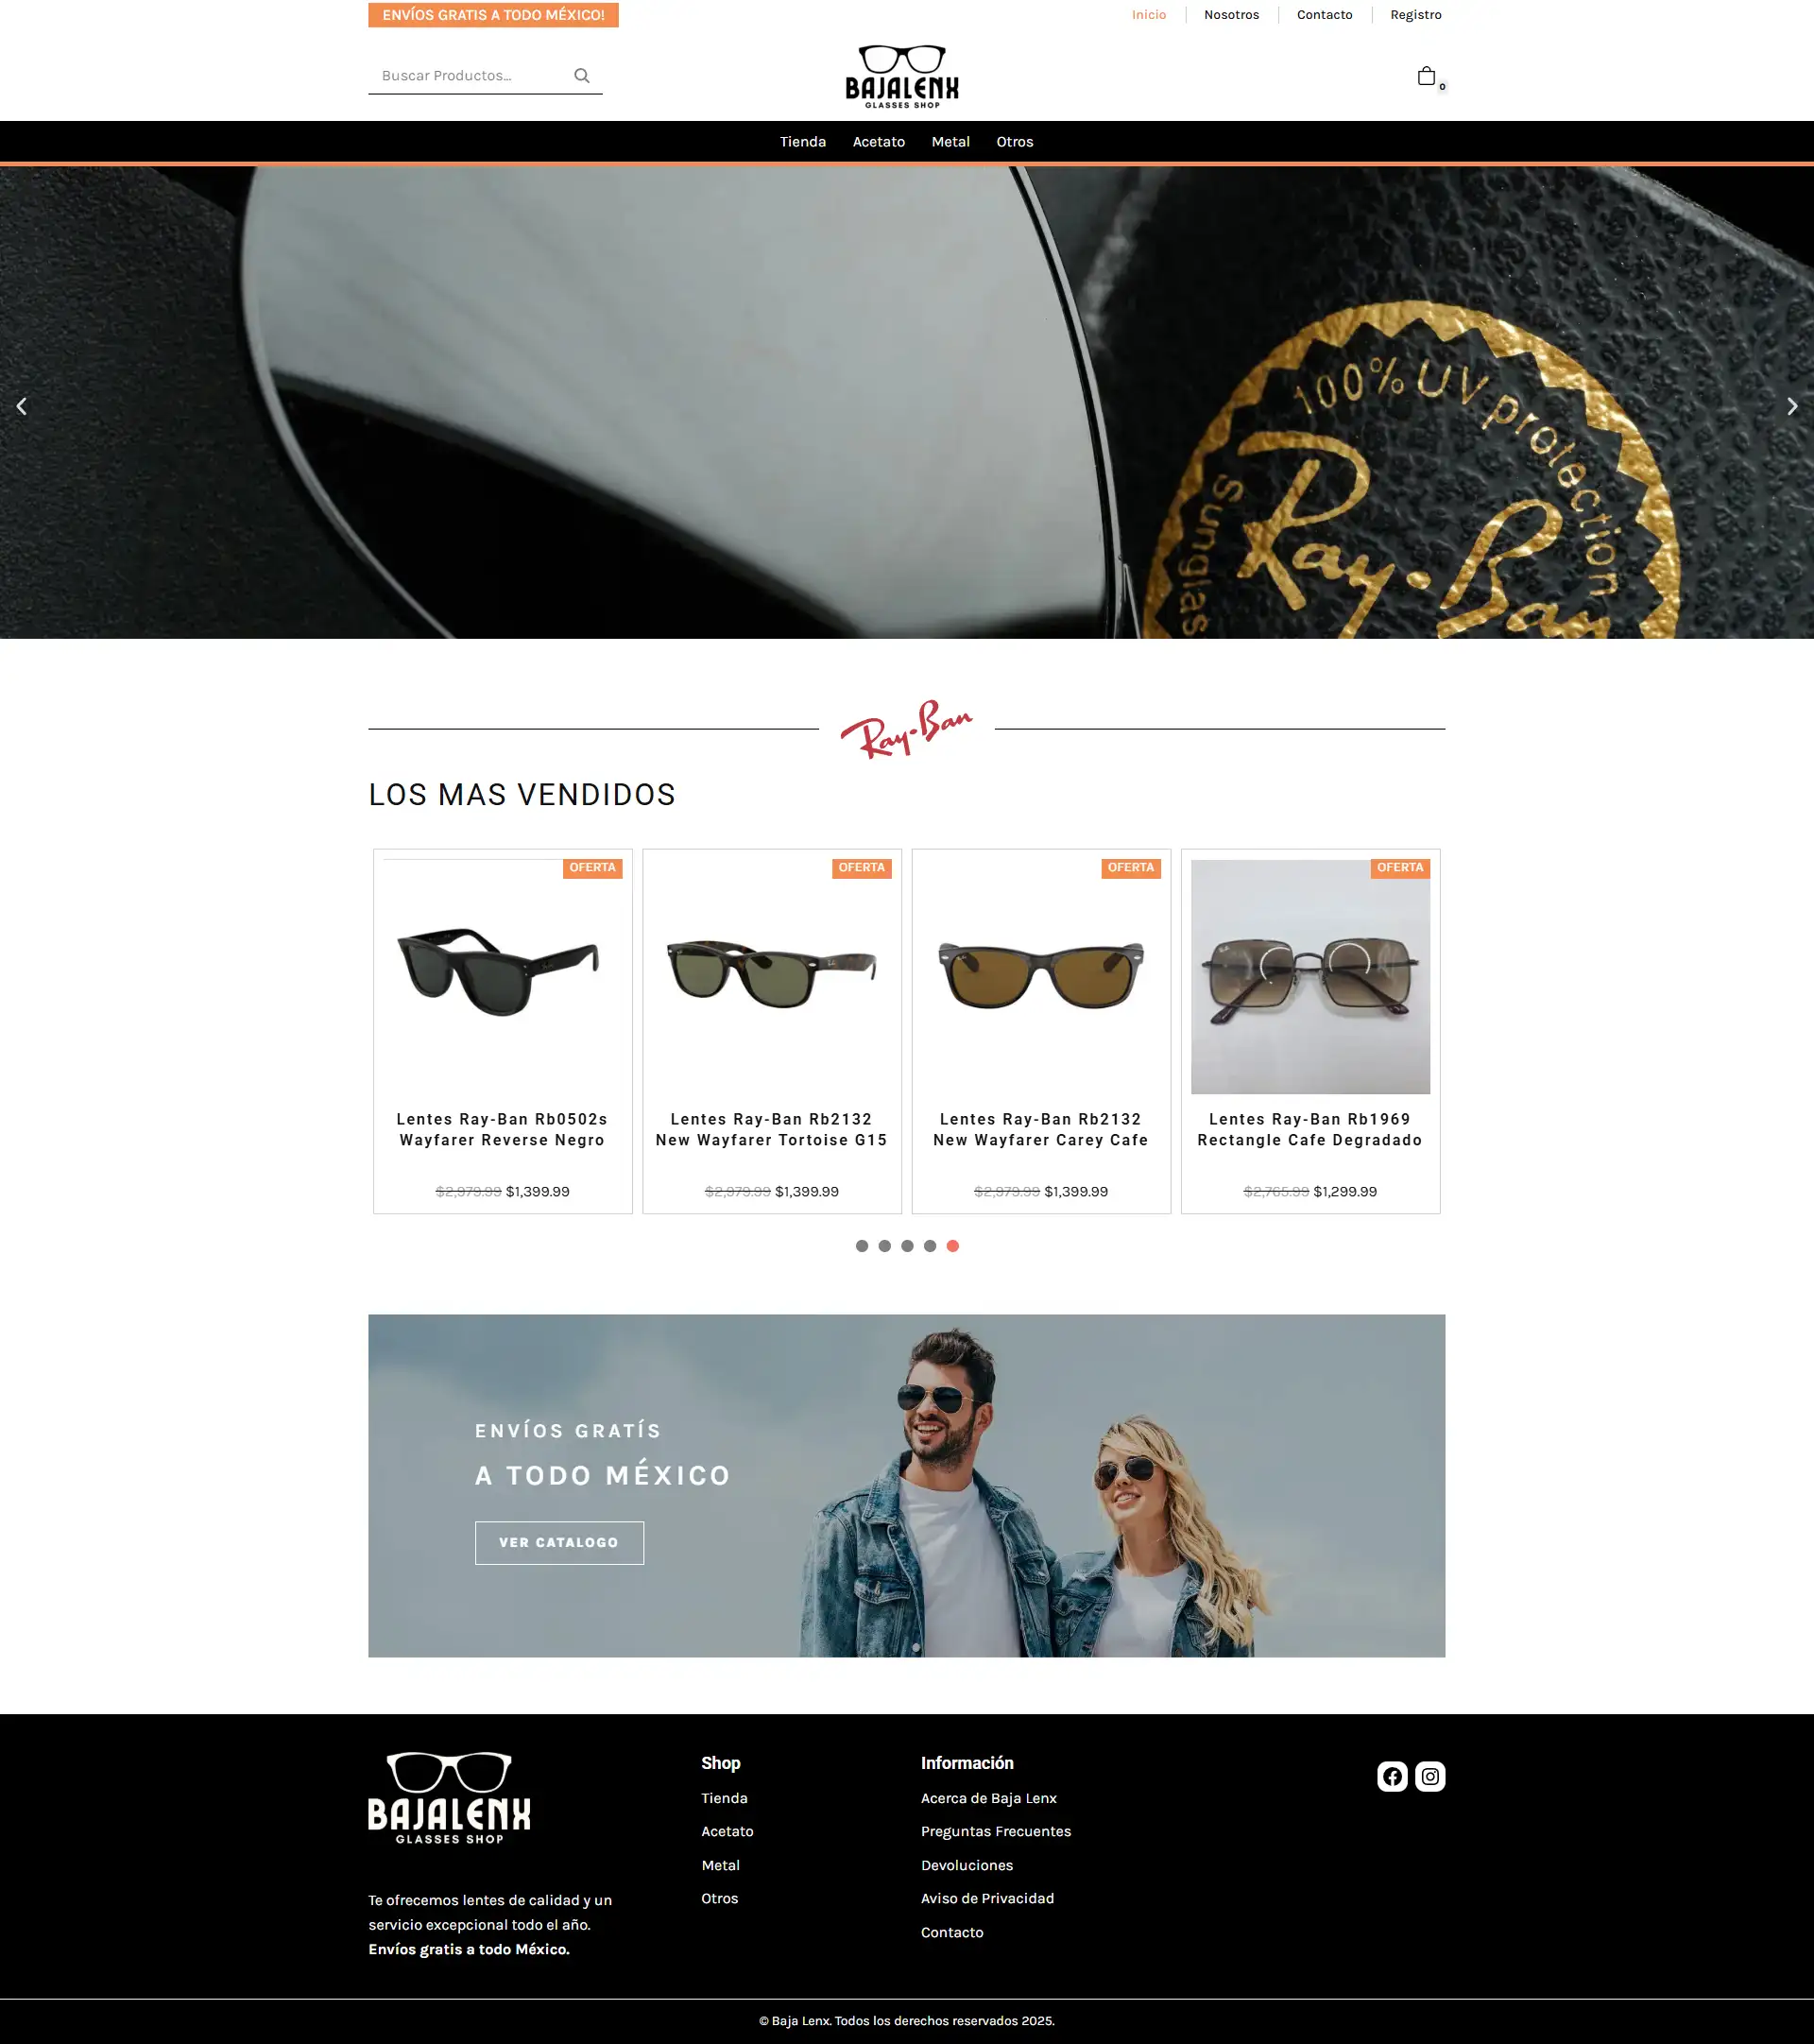 ENVÍOS GRATIS A TODO MÉXICO!
Inicio
Nosotros
Contacto
Registro
Buscar Productos...
BAJALENX
GLASSES SHOP
0
Tienda
Acetato
Metal
Otros
100% UV protection
Ray-Ban
Sunglas
Ray-Ban
LOS MAS VENDIDOS
OFERTA
Lentes Ray-Ban Rb0502s
Wayfarer Reverse Negro
$2,979.99 $1,399.99
OFERTA
Lentes Ray-Ban Rb2132
New Wayfarer Tortoise G15
$2,979.99 $1,399.99
OFERTA
Lentes Ray-Ban Rb2132
New Wayfarer Carey Cafe
$2,979.99 $1,399.99
OFERTA
Lentes Ray-Ban Rb1969
Rectangle Cafe Degradado
$2,765.99 $1,299.99
ENVÍOS GRATÍS
A TODO MÉXICO
VER CATALOGO
BAJALENX
GLASSES SHOP
Te ofrecemos lentes de calidad y un
servicio excepcional todo el año.
Envíos gratis a todo México.
Shop
Tienda
Acetato
Metal
Otros
Información
Acerca de Baja Lenx
Preguntas Frecuentes
Devoluciones
Aviso de Privacidad
Contacto
© Baja Lenx. Todos los derechos reservados 2025.